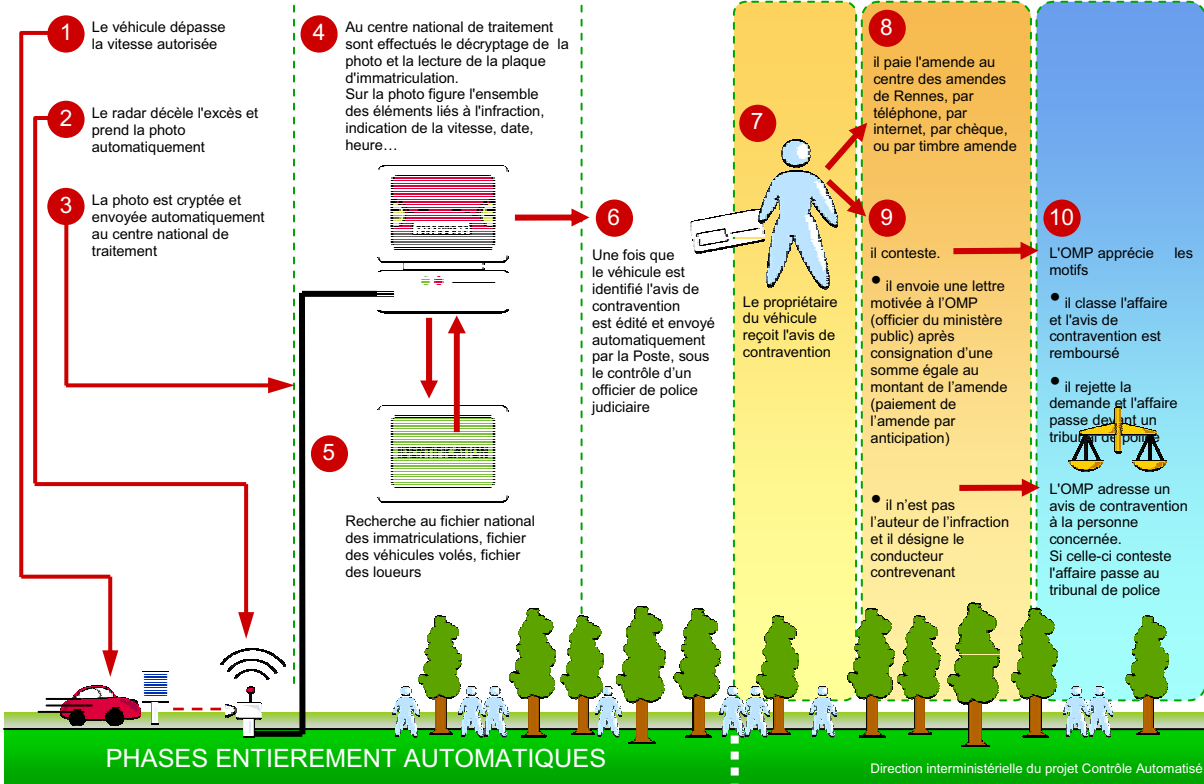 1
Le véhicule dépasse
la vitesse autorisée
2
Le radar décèle l'excès et
prend la photo
automatiquement
3
La photo est cryptée et
envoyée automatiquement
au centre national de
traitement
4
Au centre national de traitement
sont effectués le décryptage de la
photo et la lecture de la plaque
d'immatriculation.
Sur la photo figure l'ensemble
des éléments liés à l'infraction,
indication de la vitesse, date,
heure…
5
Recherche au fichier national
des immatriculations, fichier
des véhicules volés, fichier
des loueurs
6
Une fois que
le véhicule est
identifié l'avis de
contravention
est édité et envoyé
automatiquement
par la Poste, sous
le contrôle d'un
officier de police
judiciaire
7
Le propriétaire
du véhicule
reçoit l'avis de
contravention
8
il paie l'amende au
centre des amendes
de Rennes, par
téléphone, par
internet, par chèque,
ou par timbre amende
9
il conteste.
• il envoie une lettre
motivée à l'OMP
(officier du ministère
public) après
consignation d'une
somme égale au
montant de l'amende
(paiement de
l'amende par
anticipation)
• il n'est pas
l'auteur de l'infraction
et il désigne le
conducteur
contrevenant
10
L'OMP apprécie les
motifs
• il classe l'affaire
et l'avis de
contravention est
remboursé
• il rejette la
demande et l'affaire
passe devant un
tribunal de police
L'OMP adresse un
avis de contravention
à la personne
concernée.
Si celle-ci conteste
l'affaire passe au
tribunal de police
PHASES ENTIEREMENT AUTOMATIQUES
Direction interministérielle du projet Contrôle Automatisé